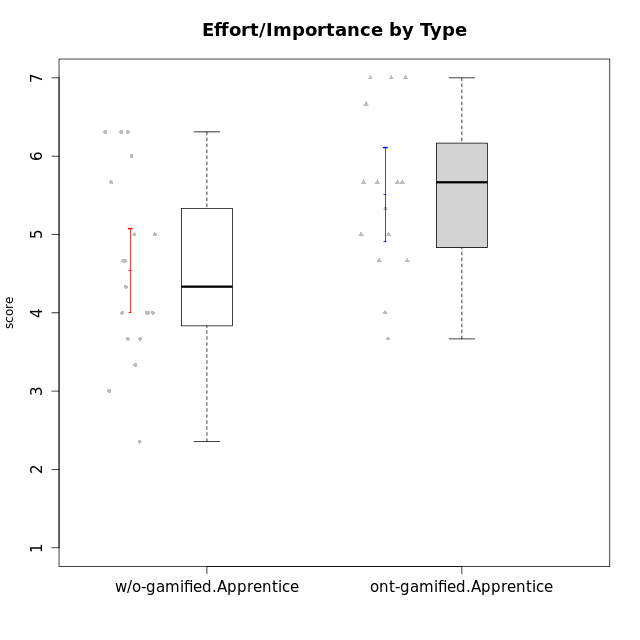 Effort/Importance by Type
7
6
5
4
3
2
1
score
w/o-gamified.Apprentice
ont-gamified.Apprentice